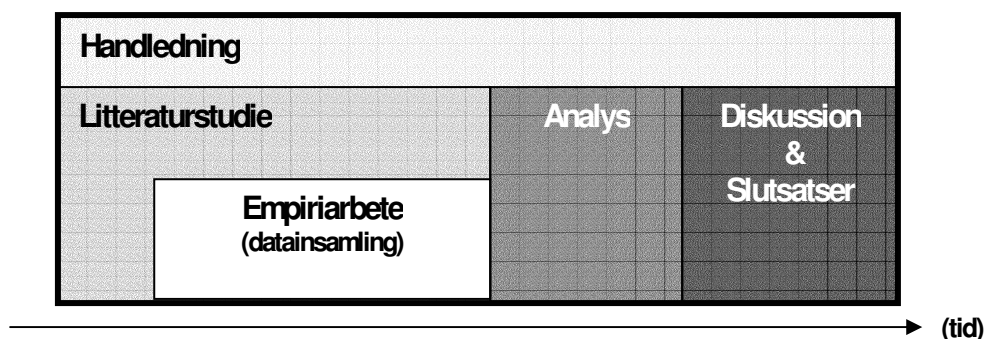 Handledning
Litteraturstudie
Analys
Diskussion
&
Slutsatser
Empiriarbete
(datainsamling)
(tid)